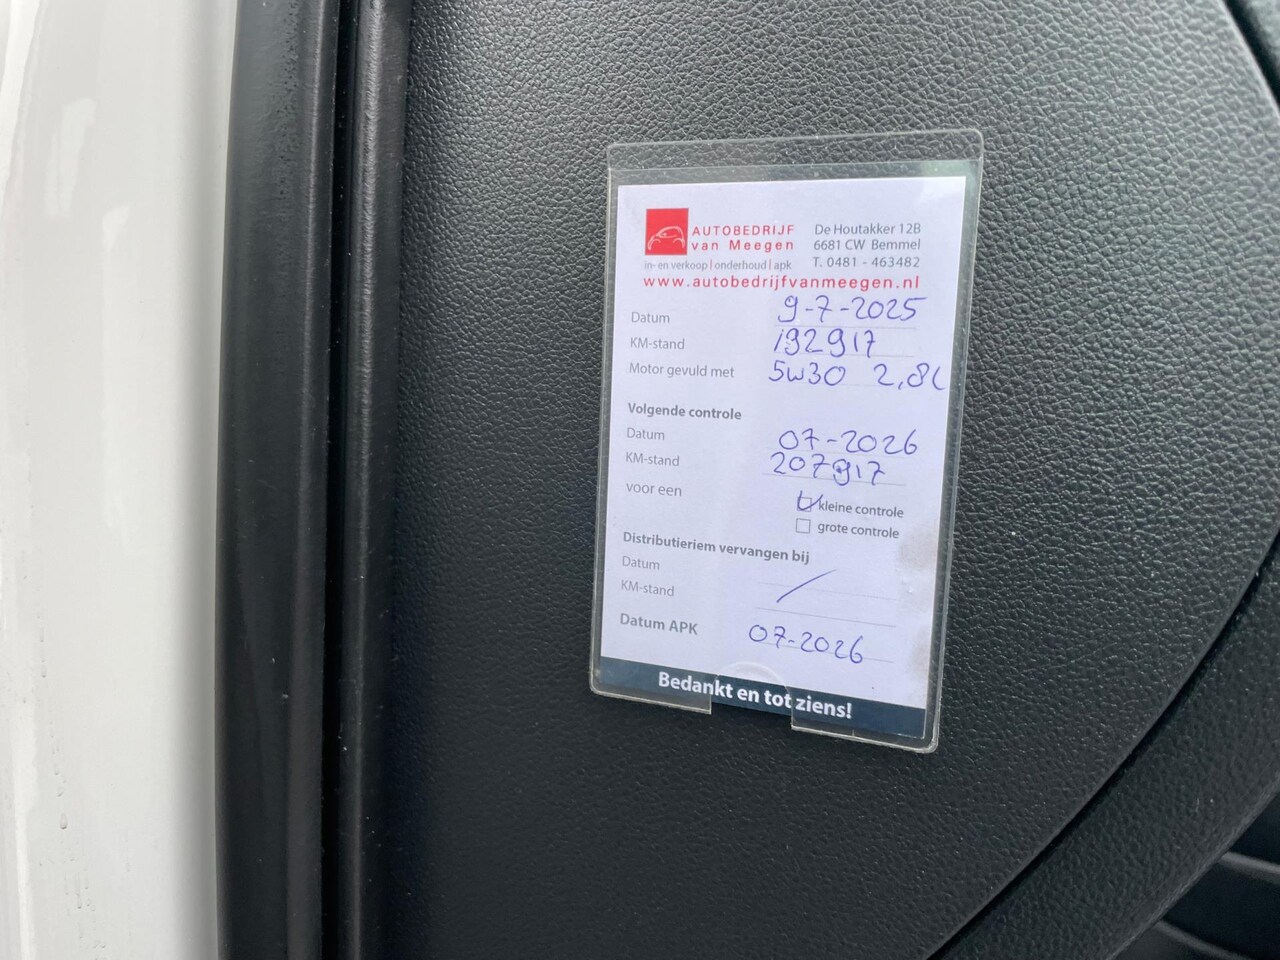 AUTOBEDRIJF
van Meegen
in- en verkoop | onderhoud | apk
De Houtakker 12B
6681 CW Bemmel
T. 0481 - 463482
www.autobedrijfvanmeegen.nl
Datum 9-7-2025
KM-stand 192917
Motor gevuld met 5w30 2,8L
Volgende controle
Datum 07-2026
KM-stand 207917
voor een kleine controle
grote controle
Distributieriem vervangen bij
Datum
KM-stand /
Datum APK 07-2026
Bedankt en tot ziens!